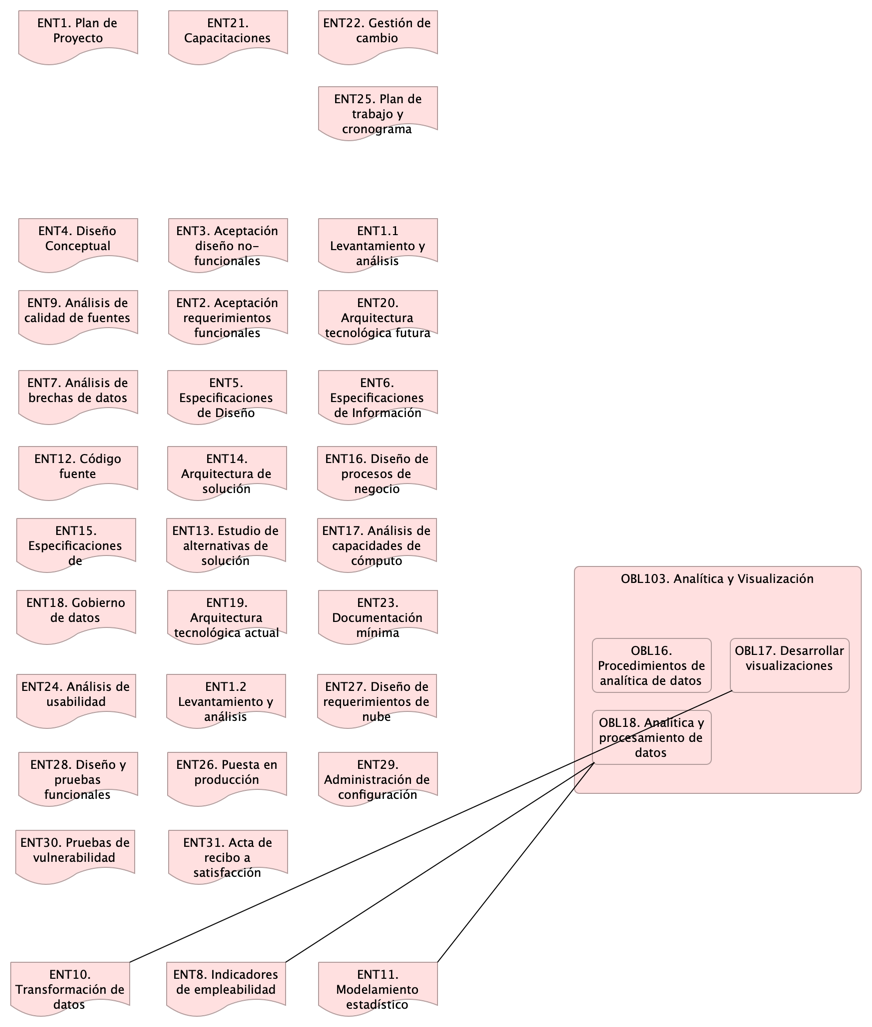 ENT1. Plan de
Proyecto
ENT21.
Capacitaciones
ENT22. Gestión de
cambio
ENT25. Plan de
trabajo y
cronograma
ENT4. Diseño
Conceptual
ENT3. Aceptación
diseño no-
funcionales
ENT1.1
Levantamiento y
análisis
ENT9. Análisis de
calidad de fuentes
ENT2. Aceptación
requerimientos
funcionales
ENT20.
Arquitectura
tecnológica futura
ENT7. Análisis de
brechas de datos
ENT5.
Especificaciones
de Diseño
ENT6.
Especificaciones
de Información
ENT12. Código
fuente
ENT14.
Arquitectura de
solución
ENT16. Diseño de
procesos de
negocio
ENT15.
Especificaciones
de
ENT13. Estudio de
alternativas de
solución
ENT17. Análisis de
capacidades de
cómputo
OBL103. Analítica y Visualización
ENT18. Gobierno
de datos
ENT19.
Arquitectura
tecnológica actual
ENT23.
Documentación
mínima
OBL16.
Procedimientos de
analítica de datos
OBL17. Desarrollar
visualizaciones
ENT24. Análisis de
usabilidad
ENT1.2
Levantamiento y
análisis
ENT27. Diseño de
requerimientos de
nube
OBL18. Analítica y
procesamiento de
datos
ENT28. Diseño y
pruebas
funcionales
ENT26. Puesta en
producción
ENT29.
Administración de
configuración
ENT30. Pruebas de
vulnerabilidad
ENT31. Acta de
recibo a
satisfacción
ENT10.
Transformación de
datos
ENT8. Indicadores
de empleabilidad
ENT11.
Modelamiento
estadístico